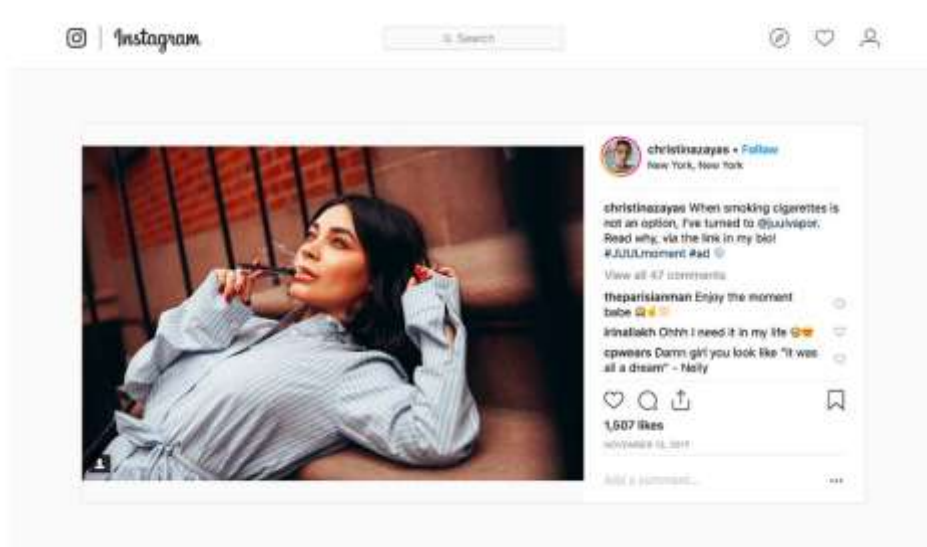 Instagram
Search
christinazayas • Follow
New York, New York
christinazayas When smoking cigarettes is
not an option, I've turned to @juulvapor.
Read why, via the link in my bio!
#JUULmoment #ad
View all 47 comments
theparisianman Enjoy the moment
babe
irinaliakh Ohhh I need it in my life
cpwears Damn girl you look like "it was
all a dream" - Nelly
1,507 likes
NOVEMBER 2017
Add a comment...